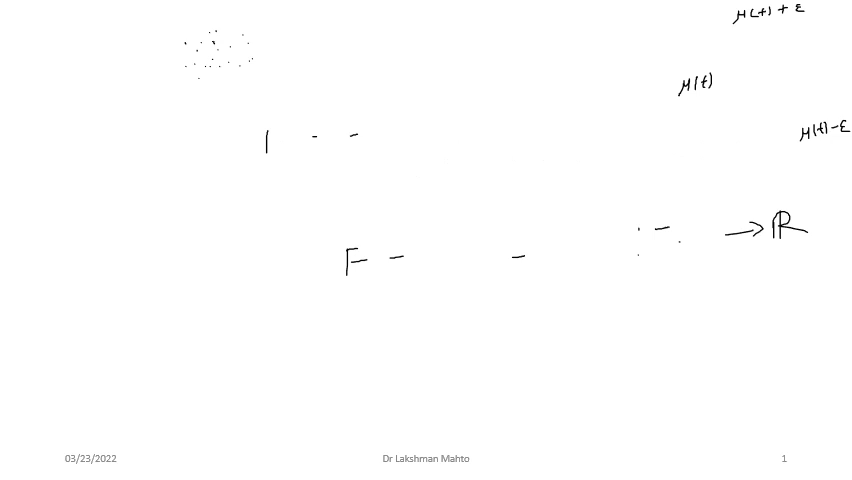 μ(t) + ε
μ(t)
μ(t) - ε
→ ℝ
F -
03/23/2022 Dr Lakshman Mahto 1